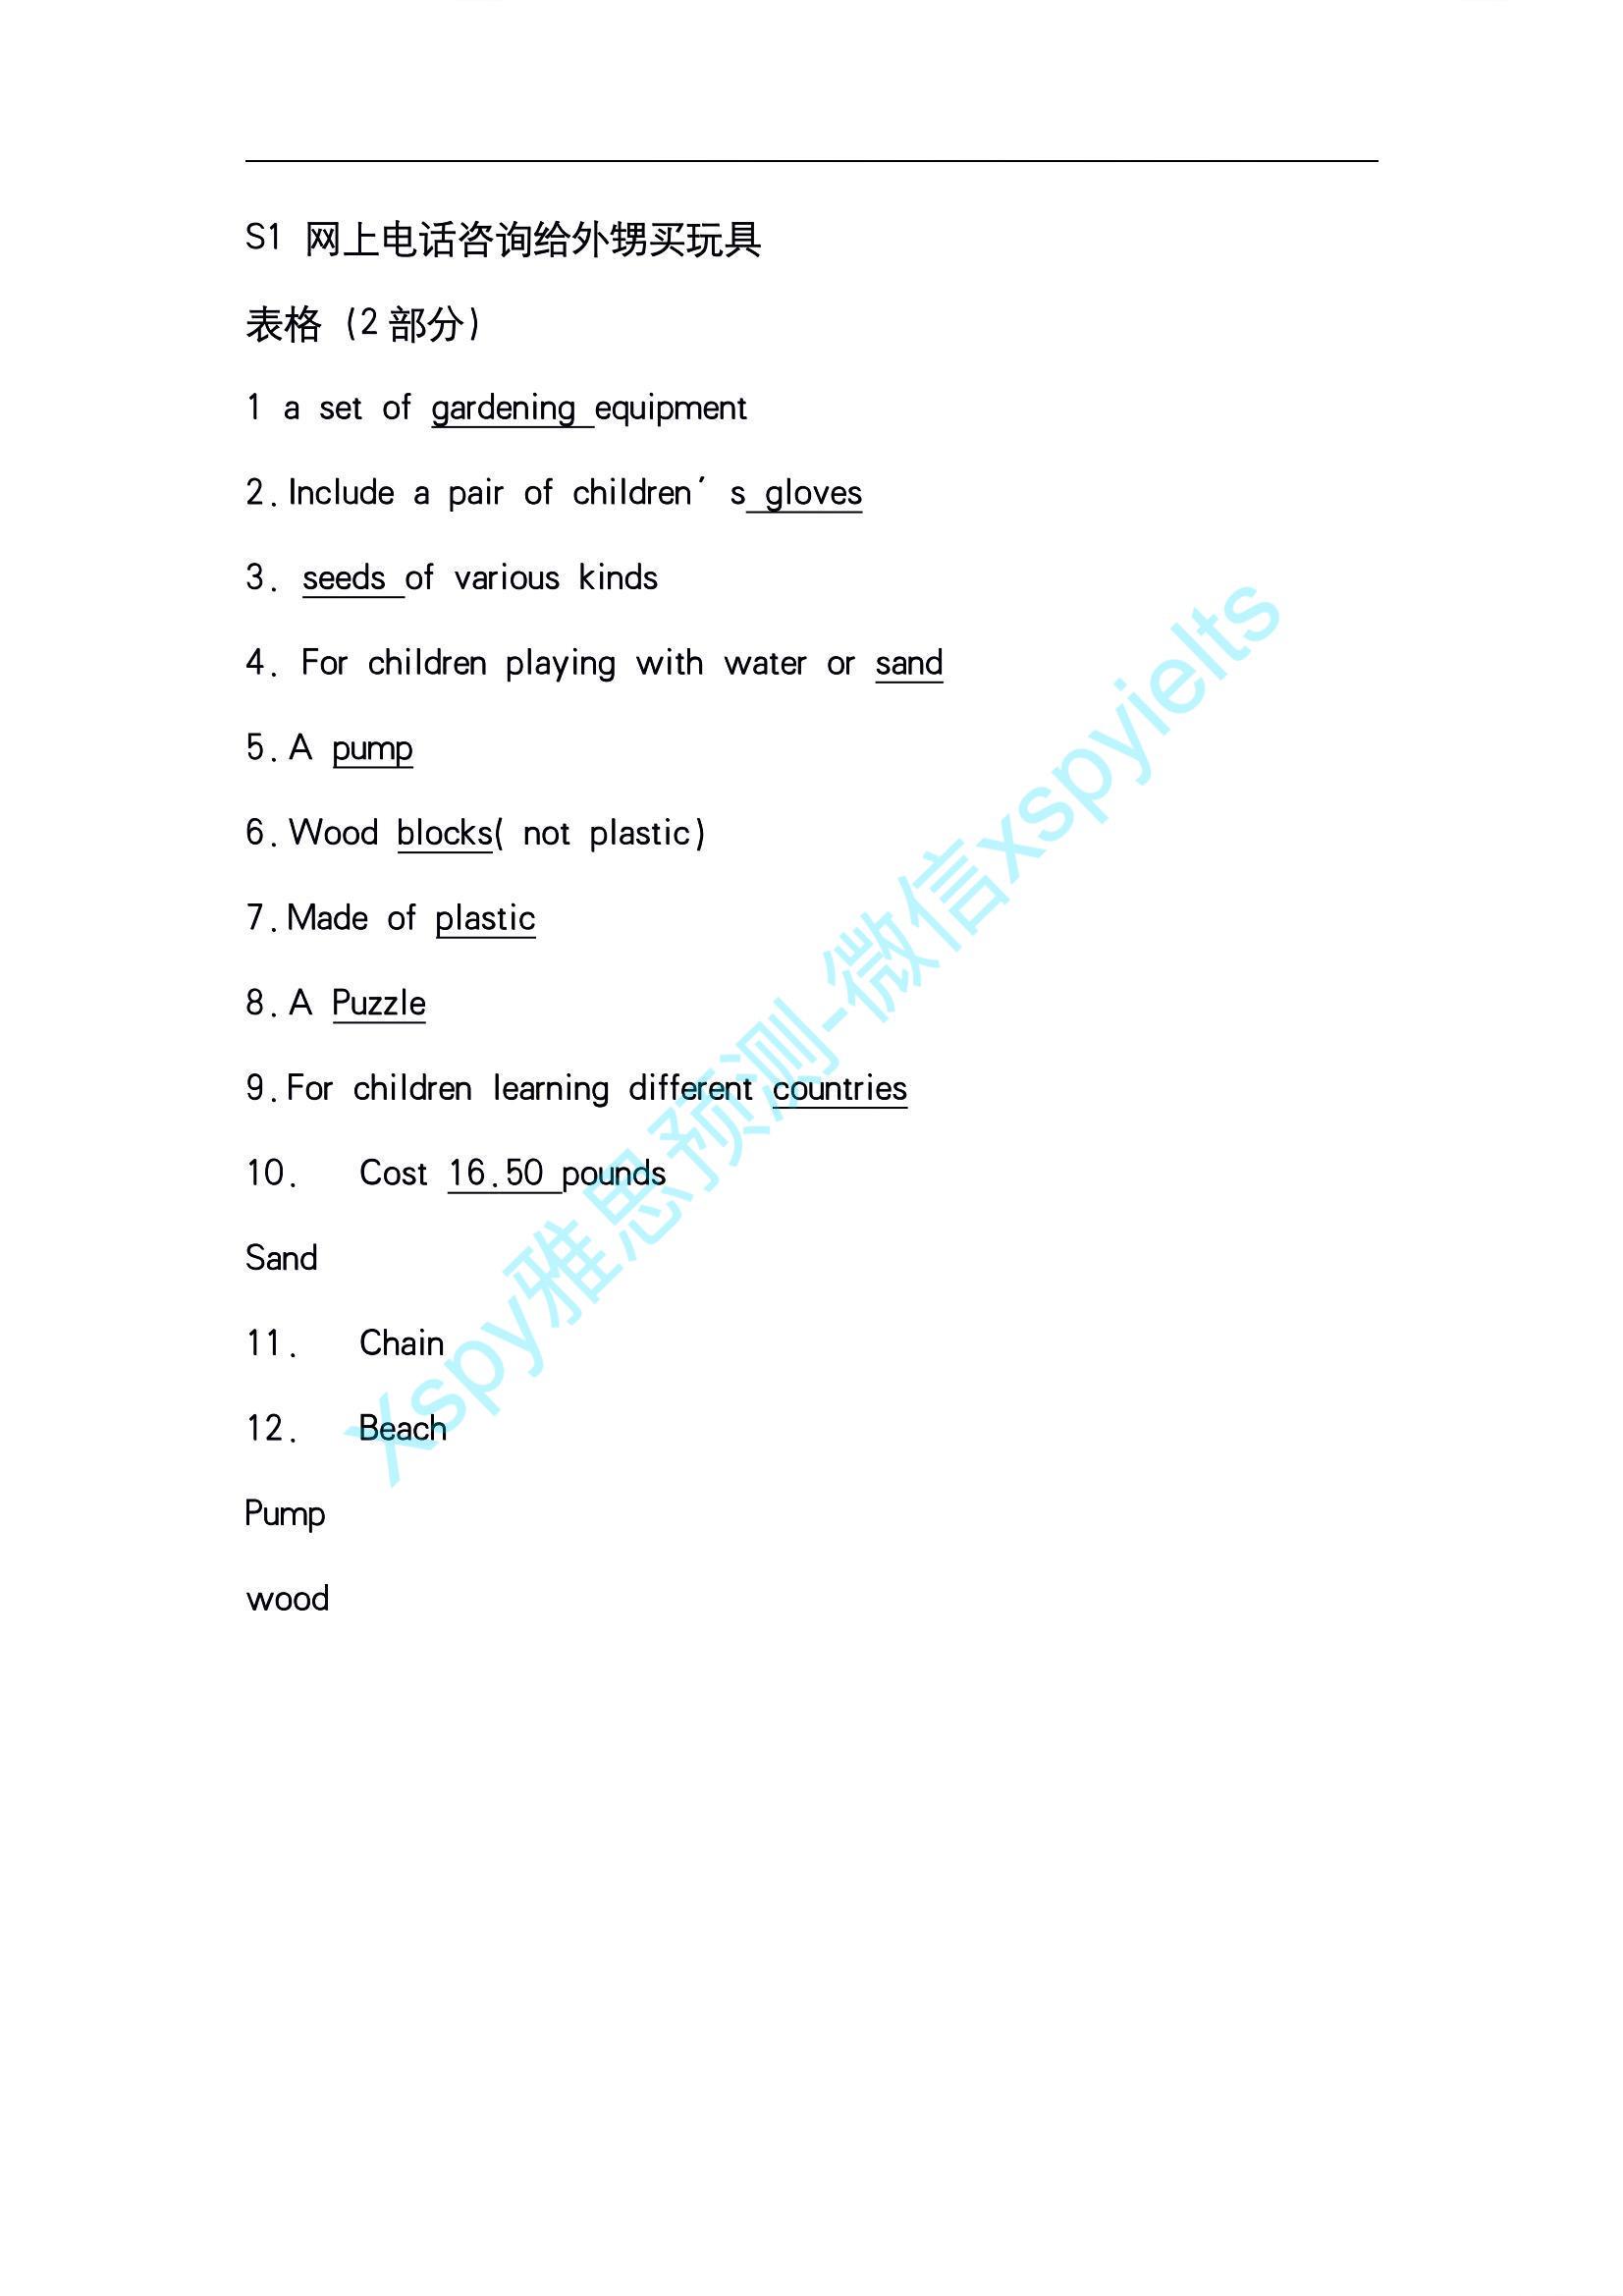 S1 网上电话咨询给外甥买玩具
表格（2部分）
1 a set of gardening equipment
2.Include a pair of children’s gloves
3. seeds of various kinds
4. For children playing with water or sand
5.A pump
6.Wood blocks( not plastic)
7.Made of plastic
8.A Puzzle
9.For children learning different countries
10. Cost 16.50 pounds
Sand
11. Chain
12. Beach
Pump
wood
Xspy雅思预测-微信xspyielts